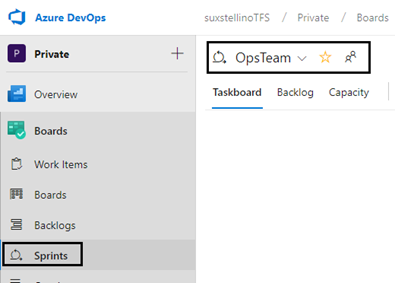 Azure DevOps
suxstellinoTFS / Private / Boards
P Private +
OpsTeam
Overview
Taskboard Backlog Capacity
Boards
Work Items
Boards
Backlogs
Sprints